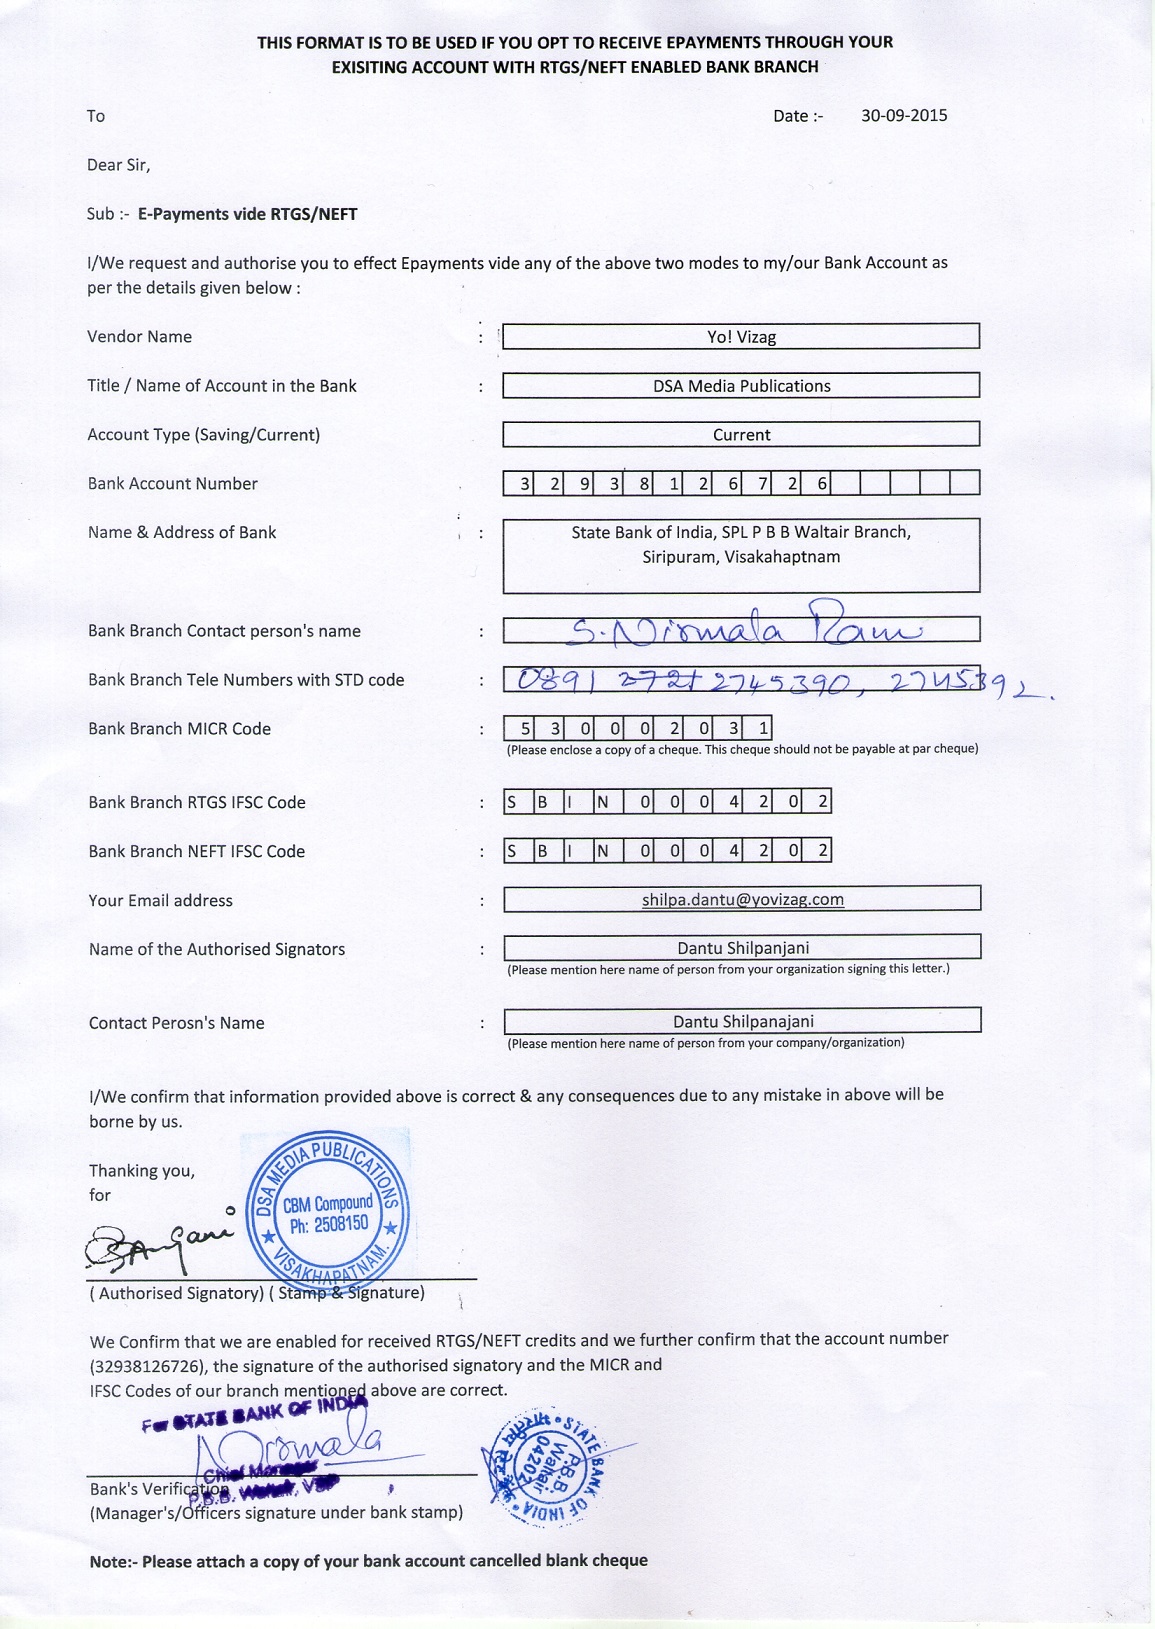 THIS FORMAT IS TO BE USED IF YOU OPT TO RECEIVE EPAYMENTS THROUGH YOUR
EXISITING ACCOUNT WITH RTGS/NEFT ENABLED BANK BRANCH
To Date :- 30-09-2015
Dear Sir,
Sub :- E-Payments vide RTGS/NEFT
I/We request and authorise you to effect Epayments vide any of the above two modes to my/our Bank Account as
per the details given below :
Vendor Name : Yo! Vizag
Title / Name of Account in the Bank : DSA Media Publications
Account Type (Saving/Current) Current
Bank Account Number 3 2 9 3 8 1 2 6 7 2 6
Name & Address of Bank : State Bank of India, SPL P B B Waltair Branch,
Siripuram, Visakahaptnam
Bank Branch Contact person's name : S. Nirmala Rani
Bank Branch Tele Numbers with STD code : 0891 2745390, 2745392.
Bank Branch MICR Code : 5 3 0 0 0 2 0 3 1
(Please enclose a copy of a cheque. This cheque should not be payable at par cheque)
Bank Branch RTGS IFSC Code : S B I N 0 0 0 4 2 0 2
Bank Branch NEFT IFSC Code : S B I N 0 0 0 4 2 0 2
Your Email address : shilpa.dantu@yovizag.com
Name of the Authorised Signators : Dantu Shilpanjani
(Please mention here name of person from your organization signing this letter.)
Contact Perosn's Name : Dantu Shilpanajani
(Please mention here name of person from your company/organization)
I/We confirm that information provided above is correct & any consequences due to any mistake in above will be
borne by us.
Thanking you,
for
DSA MEDIA PUBLICATIONS
CBM Compound
Ph: 2508150
★ VISAKHAPATNAM. ★
( Authorised Signatory) ( Stamp & Signature)
We Confirm that we are enabled for received RTGS/NEFT credits and we further confirm that the account number
(32938126726), the signature of the authorised signatory and the MICR and
IFSC Codes of our branch mentioned above are correct.
For STATE BANK OF INDIA
Nirmala
Chief Manager
P.B.B. Waltair, VSP
STATE BANK OF INDIA
P.B.B.
Waltair
04202
Bank's Verification
(Manager's/Officers signature under bank stamp)
Note:- Please attach a copy of your bank account cancelled blank cheque